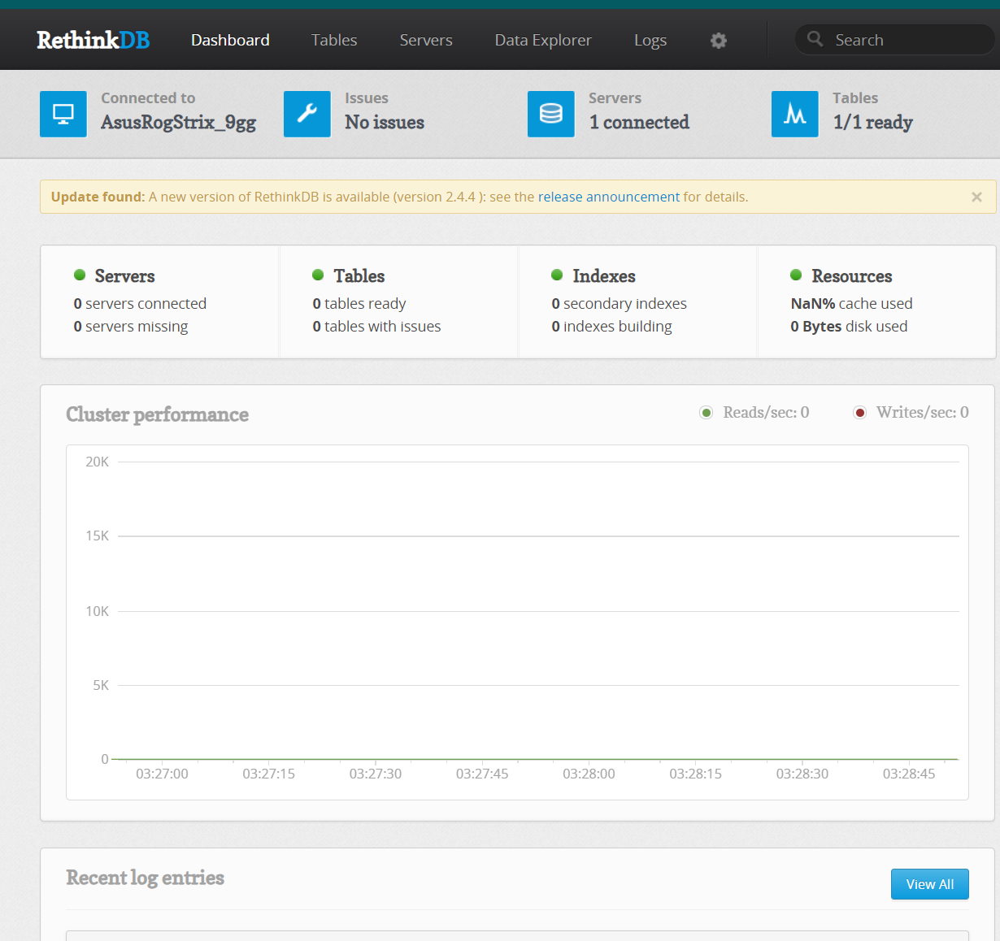 RethinkDB Dashboard Tables Servers Data Explorer Logs Search
Connected to
AsusRogStrix_9gg
Issues
No issues
Servers
1 connected
Tables
1/1 ready
Update found: A new version of RethinkDB is available (version 2.4.4 ): see the release announcement for details. ×
Servers
0 servers connected
0 servers missing
Tables
0 tables ready
0 tables with issues
Indexes
0 secondary indexes
0 indexes building
Resources
NaN% cache used
0 Bytes disk used
Cluster performance
Reads/sec: 0
Writes/sec: 0
20K
15K
10K
5K
0
03:27:00 03:27:15 03:27:30 03:27:45 03:28:00 03:28:15 03:28:30 03:28:45
Recent log entries
View All